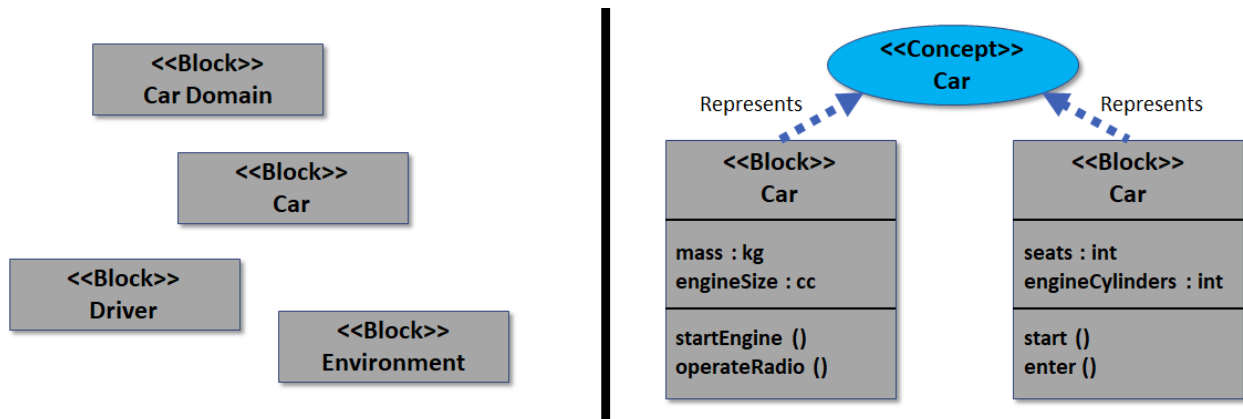 <<Block>>
Car Domain
<<Block>>
Car
<<Block>>
Driver
<<Block>>
Environment
<<Concept>>
Car
Represents
Represents
<<Block>>
Car
mass : kg
engineSize : cc
startEngine ()
operateRadio ()
<<Block>>
Car
seats : int
engineCylinders : int
start ()
enter ()